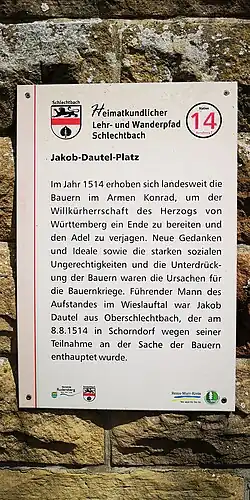 Schlechtbach
Heimatkundlicher
Lehr- und Wanderpfad
Schlechtbach
Station
14
Jakob-Dautel-Platz
Im Jahr 1514 erhoben sich landesweit die
Bauern im Armen Konrad, um der
Willkürherrschaft des Herzogs von
Württemberg ein Ende zu bereiten und
den Adel zu verjagen. Neue Gedanken
und Ideale sowie die starken sozialen
Ungerechtigkeiten und die Unterdrück-
ung der Bauern waren die Ursachen für
die Bauernkriege. Führender Mann des
Aufstandes im Wieslauftal war Jakob
Dautel aus Oberschlechtbach, der am
8.8.1514 in Schorndorf wegen seiner
Teilnahme an der Sache der Bauern
enthauptet wurde.
Rudersberg
Rems-Murr-Kreis